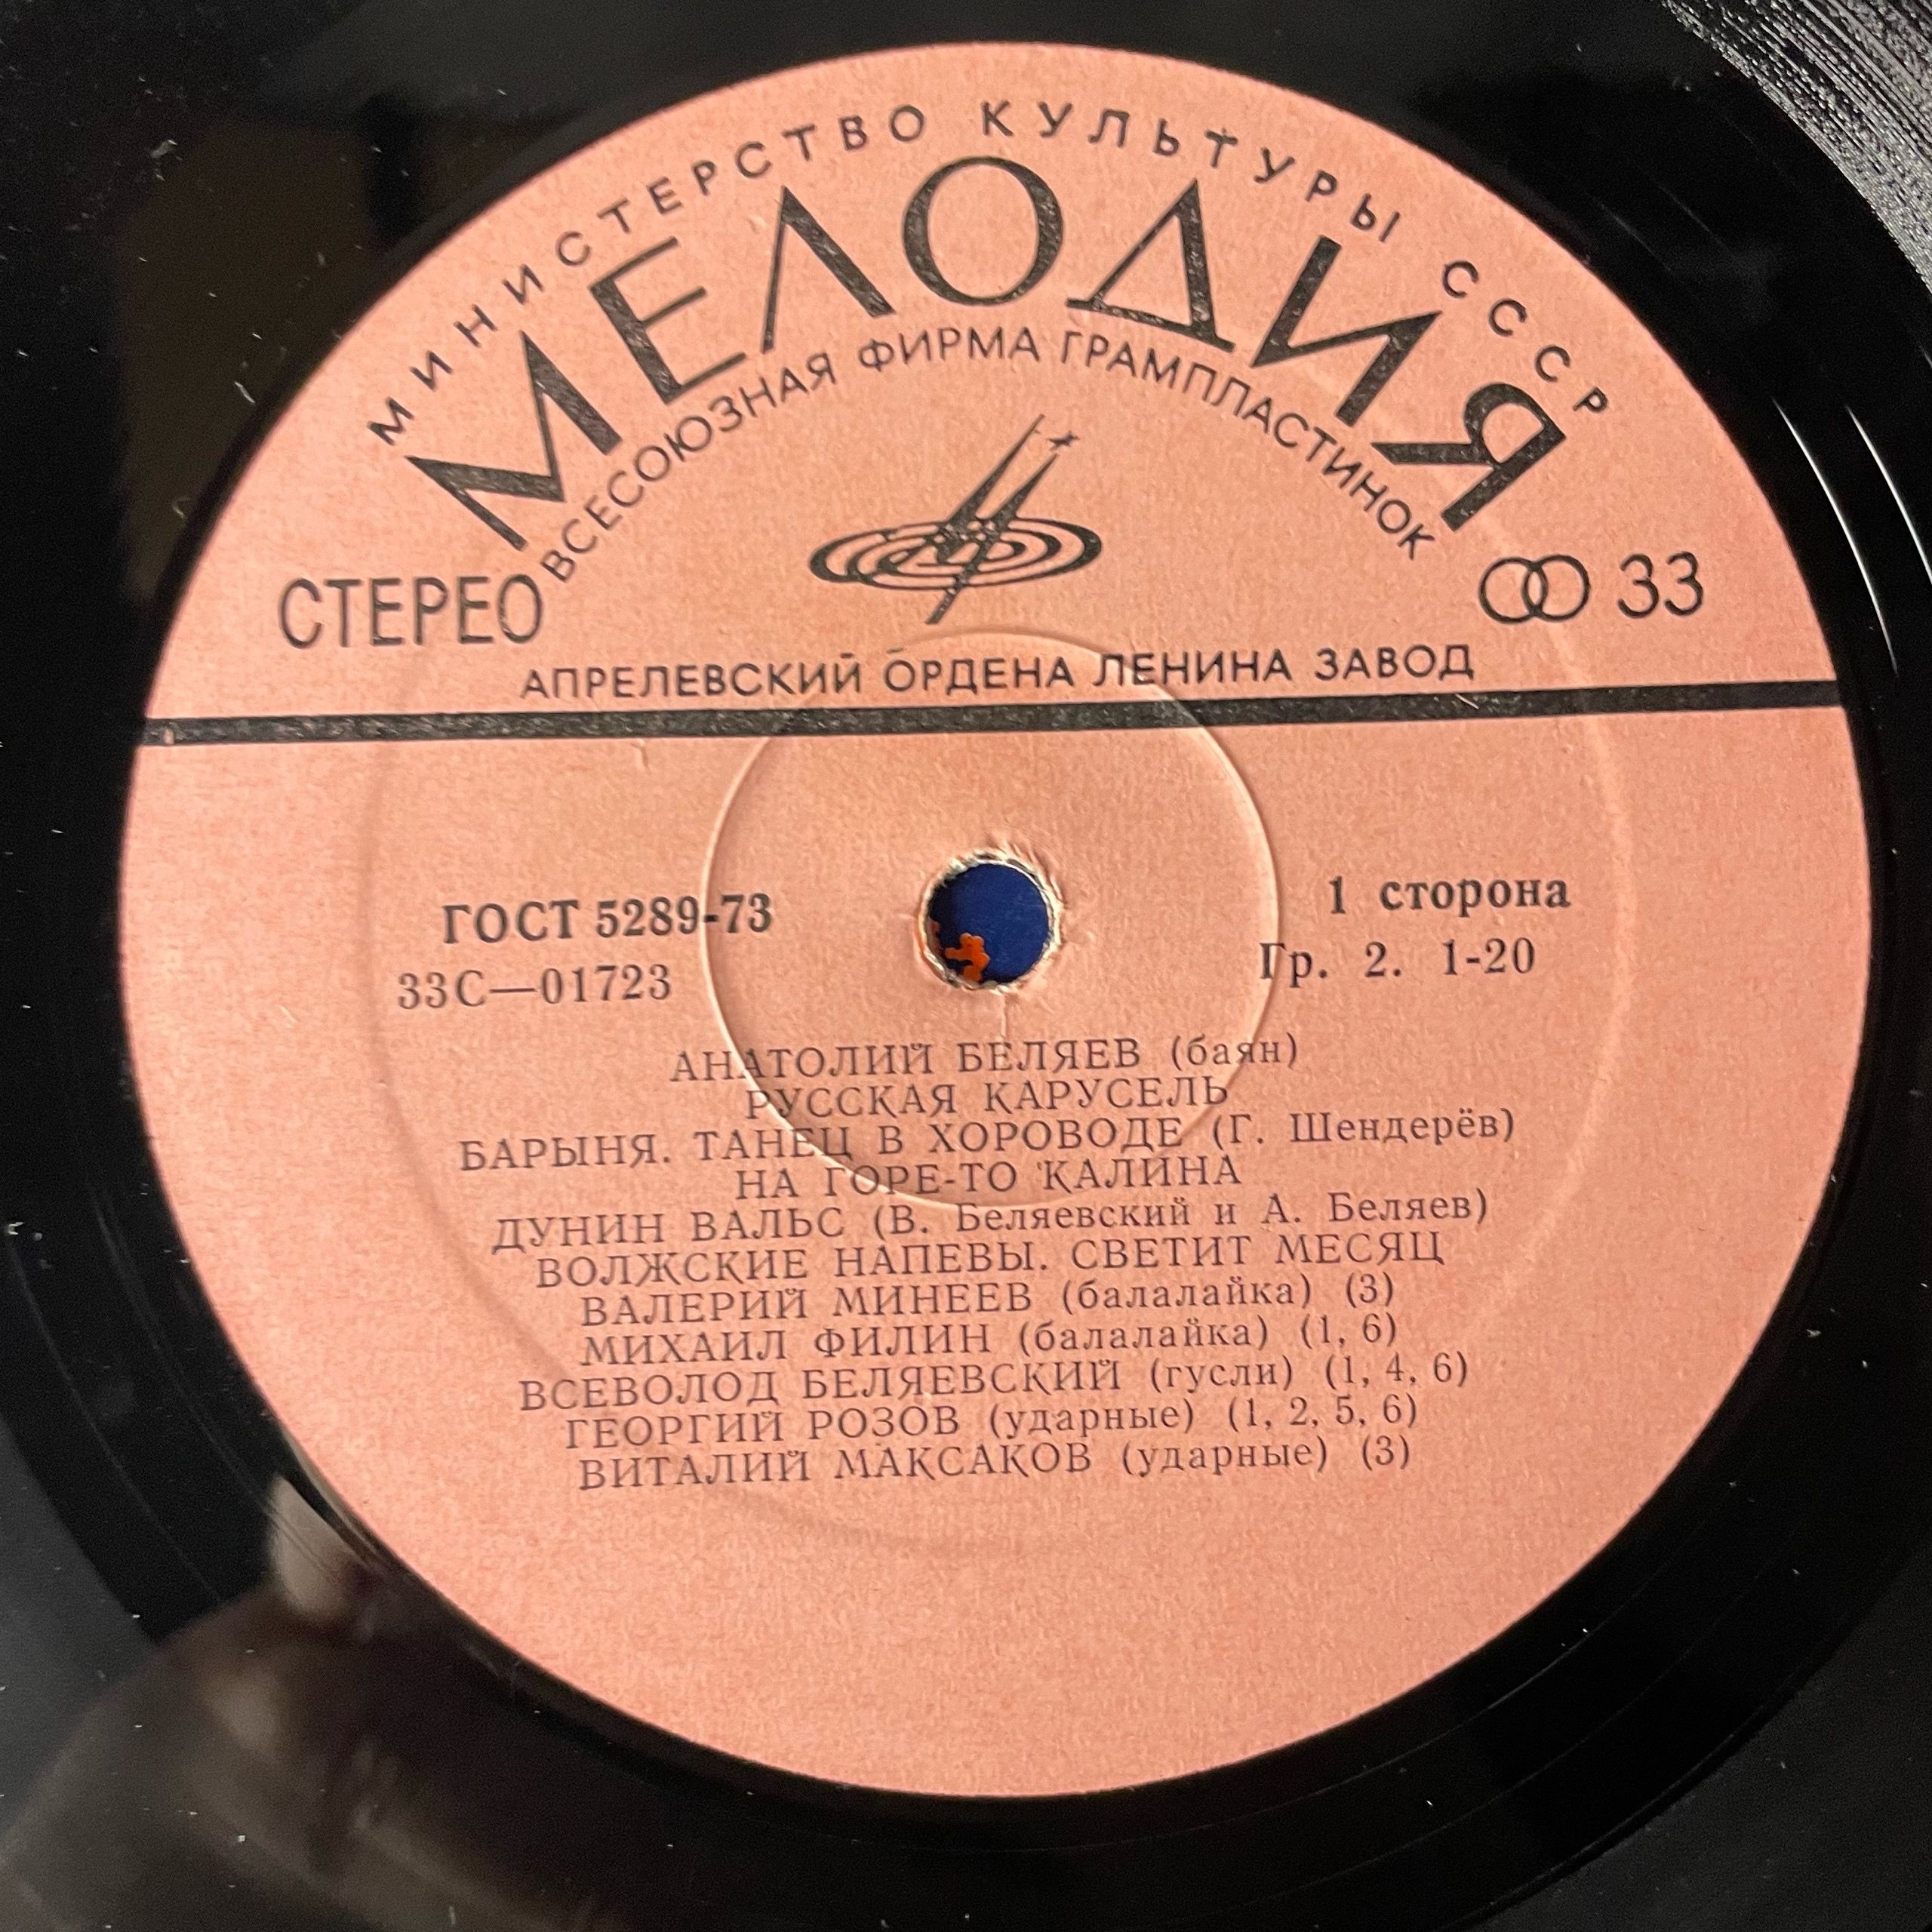 МИНИСТЕРСТВО КУЛЬТУРЫ СССР
МЕЛОДИЯ
ВСЕСОЮЗНАЯ ФИРМА ГРАМПЛАСТИНОК
СТЕРЕО
33
АПРЕЛЕВСКИЙ ОРДЕНА ЛЕНИНА ЗАВОД
ГОСТ 5289-73
1 сторона
33С—01723
Гр. 2. 1-20
АНАТОЛИЙ БЕЛЯЕВ (баян)
РУССКАЯ КАРУСЕЛЬ
БАРЫНЯ. ТАНЕЦ В ХОРОВОДЕ (Г. Шендерёв)
НА ГОРЕ-ТО КАЛИНА
ДУНИН ВАЛЬС (В. Беляевский и А. Беляев)
ВОЛЖСКИЕ НАПЕВЫ. СВЕТИТ МЕСЯЦ
ВАЛЕРИЙ МИНЕЕВ (балалайка) (3)
МИХАИЛ ФИЛИН (балалайка) (1, 6)
ВСЕВОЛОД БЕЛЯЕВСКИЙ (гусли) (1, 4, 6)
ГЕОРГИЙ РОЗОВ (ударные) (1, 2, 5, 6)
ВИТАЛИЙ МАКСАКОВ (ударные) (3)